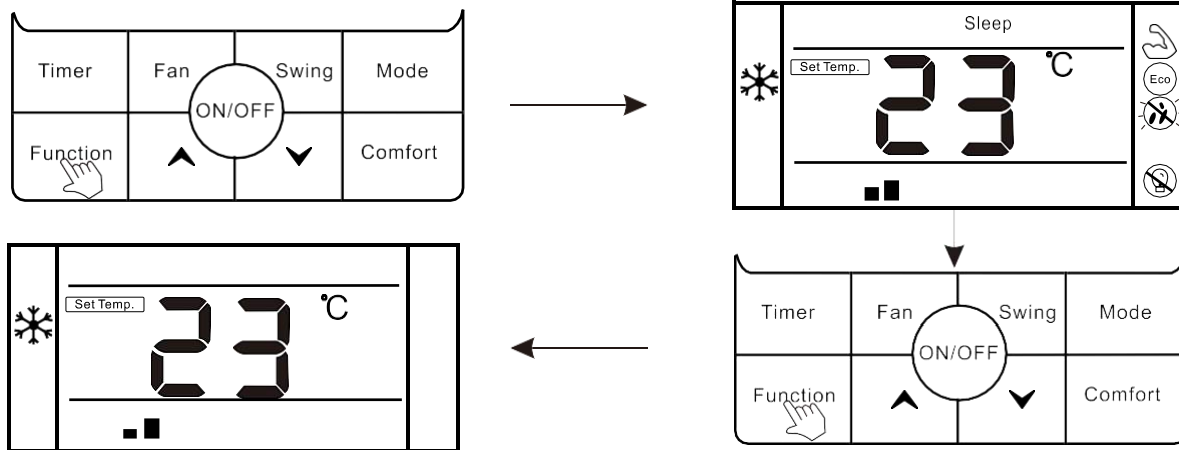 Timer Fan Swing Mode
ON/OFF
Function Comfort
Sleep
Set Temp. 23 °C
Eco
Set Temp. 23 °C
Timer Fan Swing Mode
ON/OFF
Function Comfort